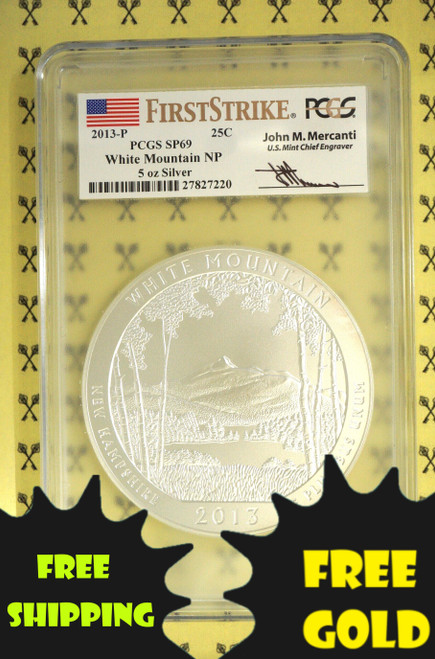 FIRSTSTRIKE® PCGS®
2013-P 25C
PCGS SP69
White Mountain NP
5 oz Silver
27827220
John M. Mercanti
U.S. Mint Chief Engraver
WHITE MOUNTAIN
NEW HAMPSHIRE
2013
UNUM
FREE
SHIPPING
FREE
GOLD